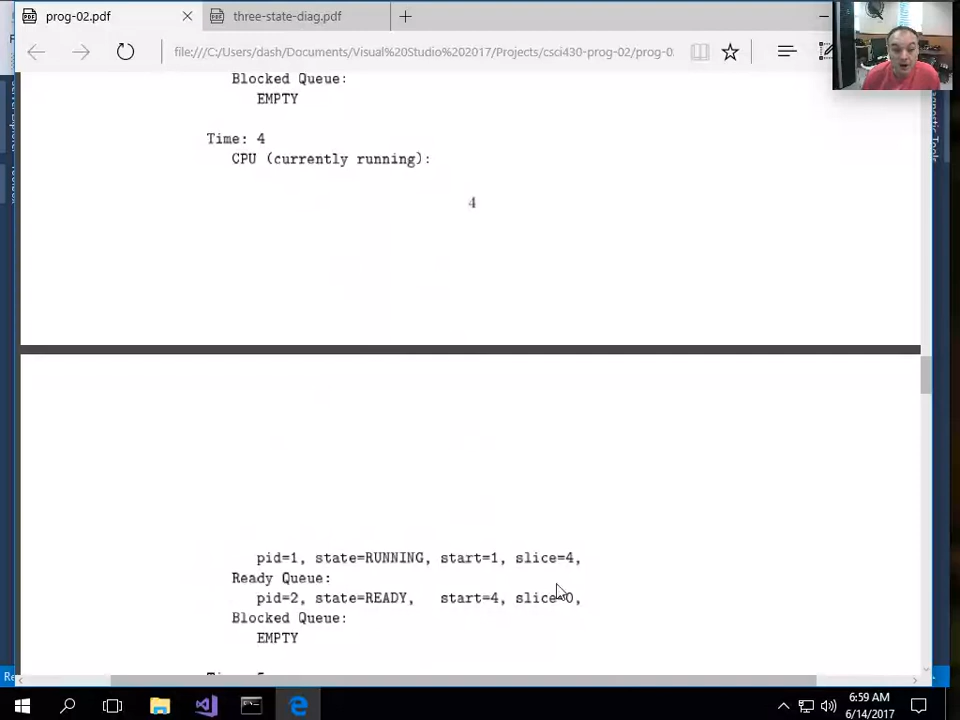 prog-02.pdf
three-state-diag.pdf
file:///C:/Users/dash/Documents/Visual%20Studio%202017/Projects/csci430-prog-02/prog-0
Blocked Queue:
EMPTY
Time: 4
CPU (currently running):
4
pid=1, state=RUNNING, start=1, slice=4,
Ready Queue:
pid=2, state=READY, start=4, slice=0,
Blocked Queue:
EMPTY
Re
6:59 AM
6/14/2017